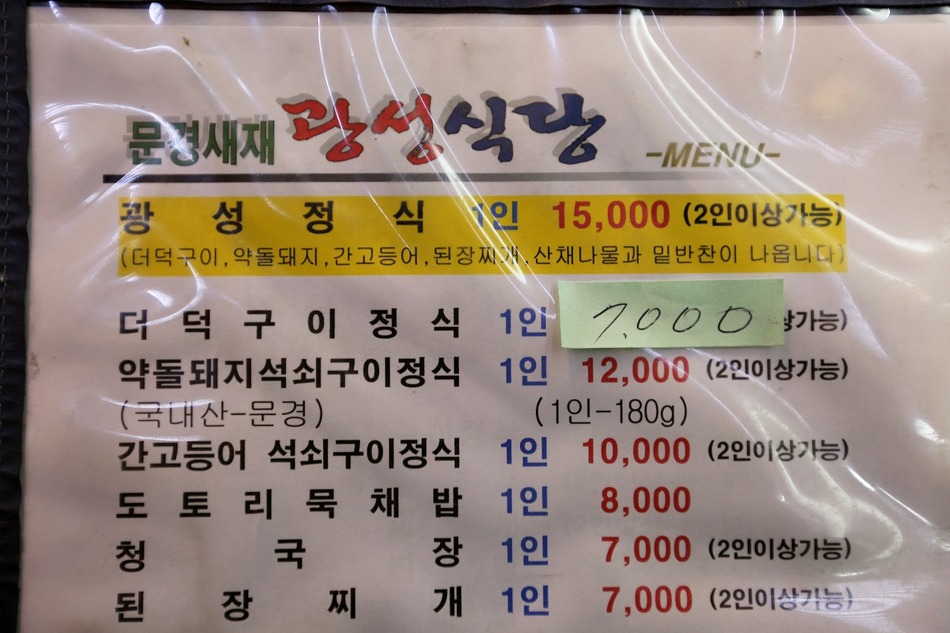 문경새재 광성식당 -MENU-
광성정식 1인 15,000 (2인이상가능)
(더덕구이,약돌돼지,간고등어,된장찌개,산채나물과 밑반찬이 나옵니다)
더덕구이정식 1인 7.000 상가능)
약돌돼지석쇠구이정식 1인 12,000 (2인이상가능)
(국내산-문경) (1인-180g)
간고등어 석쇠구이정식 1인 10,000 (2인이상가능)
도토리묵채밥 1인 8,000
청국장 1인 7,000 (2인이상가능)
된장찌개 1인 7,000 (2인이상가능)